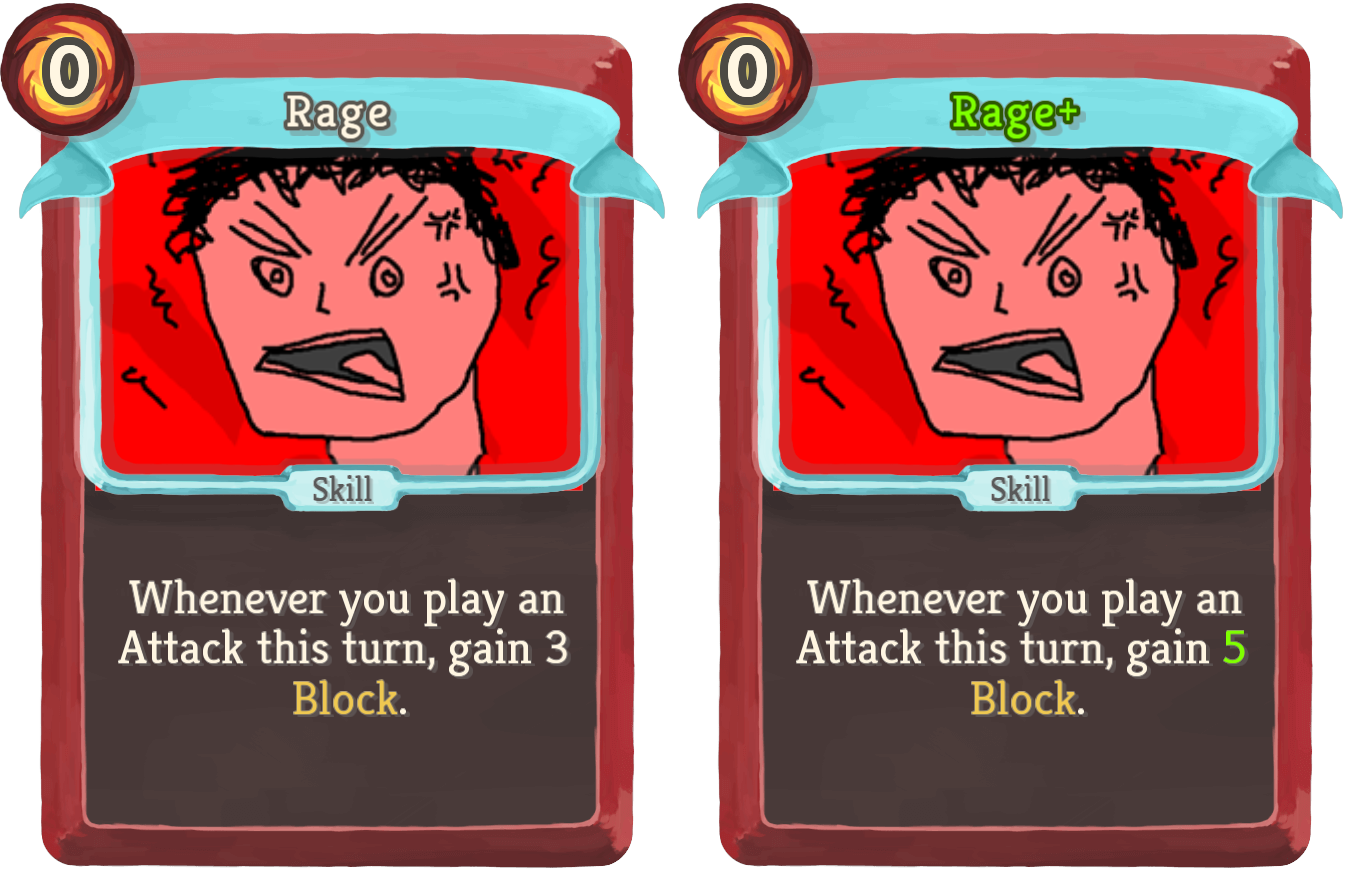 0
Rage
Skill
Whenever you play an
Attack this turn, gain 3
Block.
0
Rage+
Skill
Whenever you play an
Attack this turn, gain 5
Block.